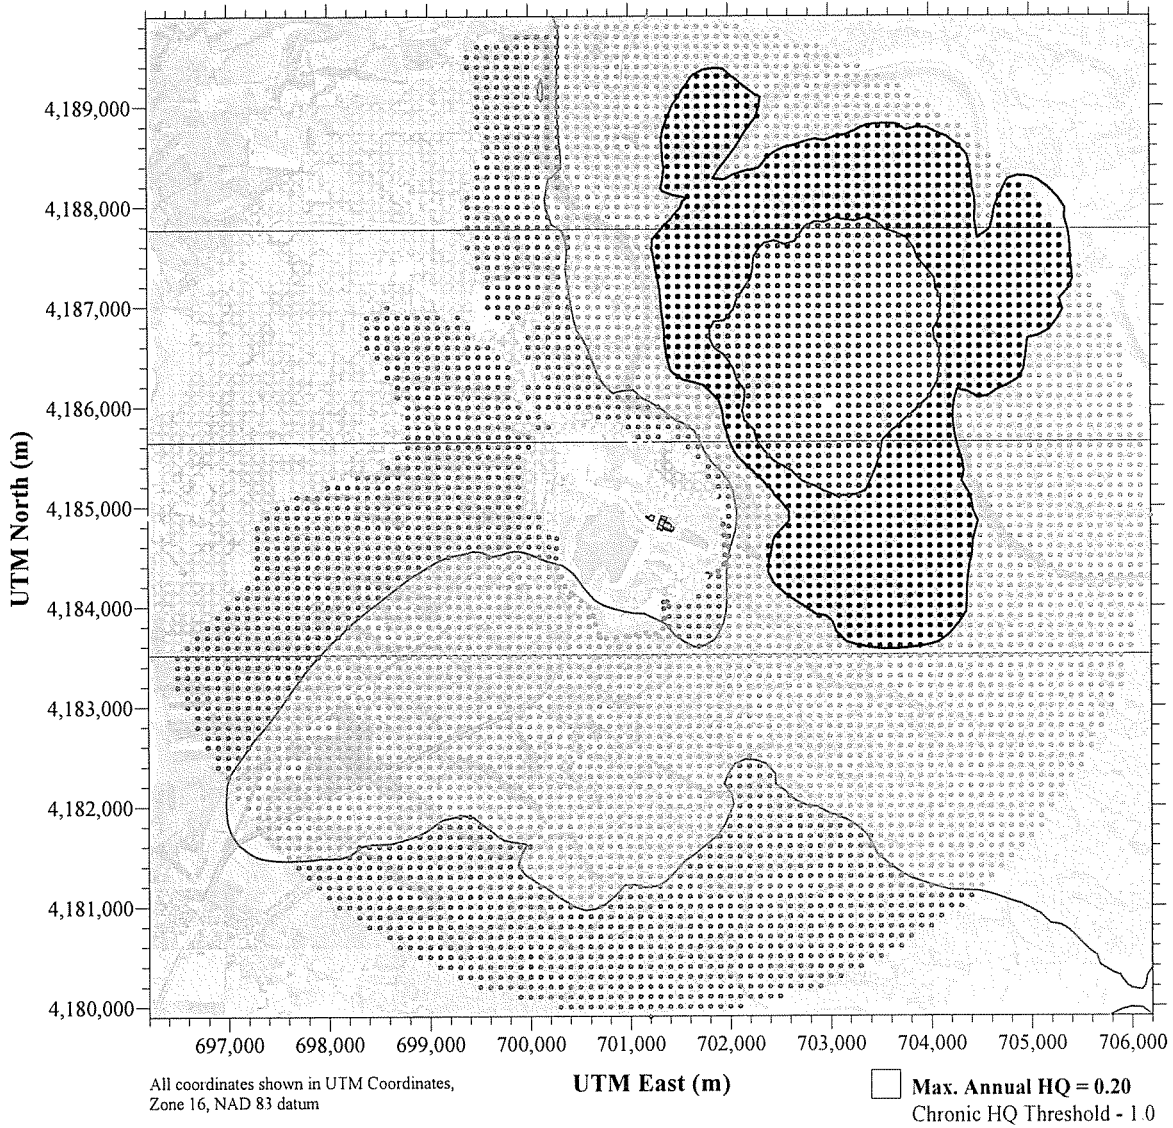 4,189,000
4,188,000
4,187,000
4,186,000
4,185,000
4,184,000
4,183,000
4,182,000
4,181,000
4,180,000
UTM North (m)
697,000 698,000 699,000 700,000 701,000 702,000 703,000 704,000 705,000 706,000
UTM East (m)
All coordinates shown in UTM Coordinates,
Zone 16, NAD 83 datum
Max. Annual HQ = 0.20
Chronic HQ Threshold - 1.0